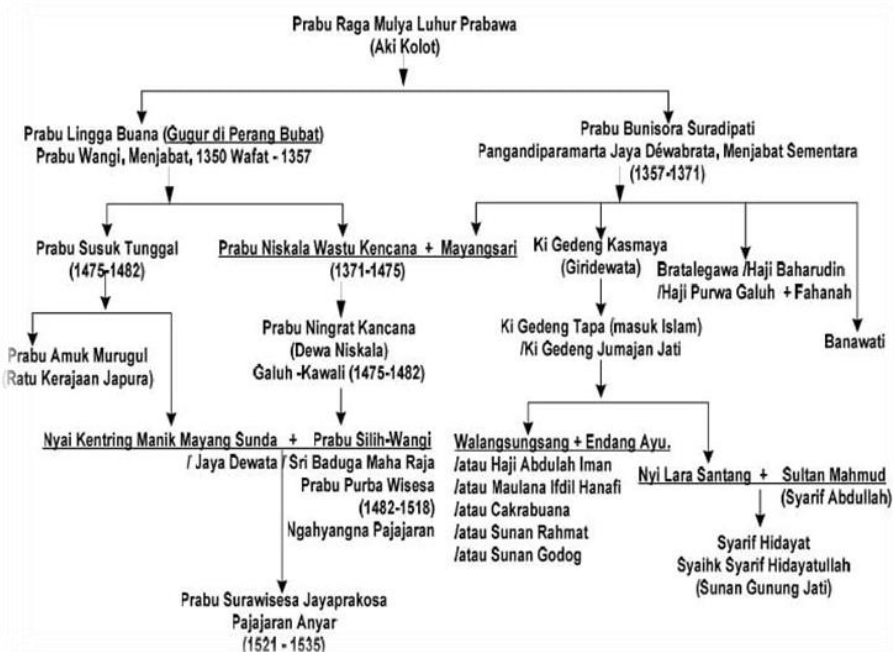 Prabu Raga Mulya Luhur Prabawa
(Aki Kolot)
Prabu Lingga Buana (Gugur di Perang Bubat)
Prabu Wangi, Menjabat, 1350 Wafat - 1357
Prabu Bunisora Suradipati
Pangandiparamarta Jaya Déwabrata, Menjabat Sementara
(1357-1371)
Prabu Susuk Tunggal
(1475-1482)
Prabu Niskala Wastu Kencana + Mayangsari
(1371-1475)
Ki Gedeng Kasmaya
(Giridewata)
Bratalegawa /Haji Baharudin
/Haji Purwa Galuh + Fahanah
Banawati
Prabu Amuk Murugul
(Ratu Kerajaan Japura)
Prabu Ningrat Kancana
(Dewa Niskala)
Galuh -Kawali (1475-1482)
Ki Gedeng Tapa (masuk Islam)
/Ki Gedeng Jumajan Jati
Nyai Kentring Manik Mayang Sunda + Prabu Silih-Wangi
/ Jaya Dewata / Sri Baduga Maha Raja
Prabu Purba Wisesa
(1482-1518)
Ngahyangna Pajajaran
Walangsungsang + Endang Ayu.
/atau Haji Abdulah Iman
/atau Maulana Ifdil Hanafi
/atau Cakrabuana
/atau Sunan Rahmat
/atau Sunan Godog
Nyi Lara Santang + Sultan Mahmud
(Syarif Abdullah)
Syarif Hidayat
Syaihk Syarif Hidayatullah
(Sunan Gunung Jati)
Prabu Surawisesa Jayaprakosa
Pajajaran Anyar
(1521 - 1535)